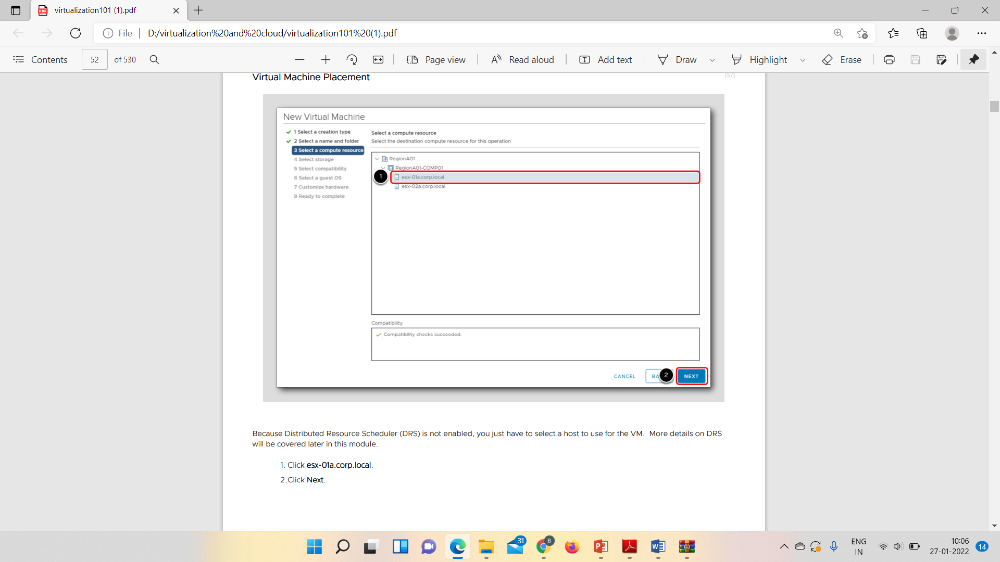 virtualization101 (1).pdf
File
D:/virtualization%20and%20cloud/virtualization101%20(1).pdf
Contents
52
of 530
Page view
Read aloud
Add text
Draw
Highlight
Erase
Virtual Machine Placement
[57]
New Virtual Machine
1 Select a creation type
2 Select a name and folder
3 Select a compute resource
4 Select storage
5 Select compatibility
6 Select a guest OS
7 Customize hardware
8 Ready to complete
Select a compute resource
Select the destination compute resource for this operation
RegionA01
RegionA01-COMP01
1
esx-01a.corp.local
esx-02a.corp.local
Compatibility
Compatibility checks succeeded.
CANCEL
BA
2
NEXT
Because Distributed Resource Scheduler (DRS) is not enabled, you just have to select a host to use for the VM.  More details on DRS
will be covered later in this module.
1. Click esx-01a.corp.local.
2. Click Next.
31
B
ENG
IN
10:06
27-01-2022
14